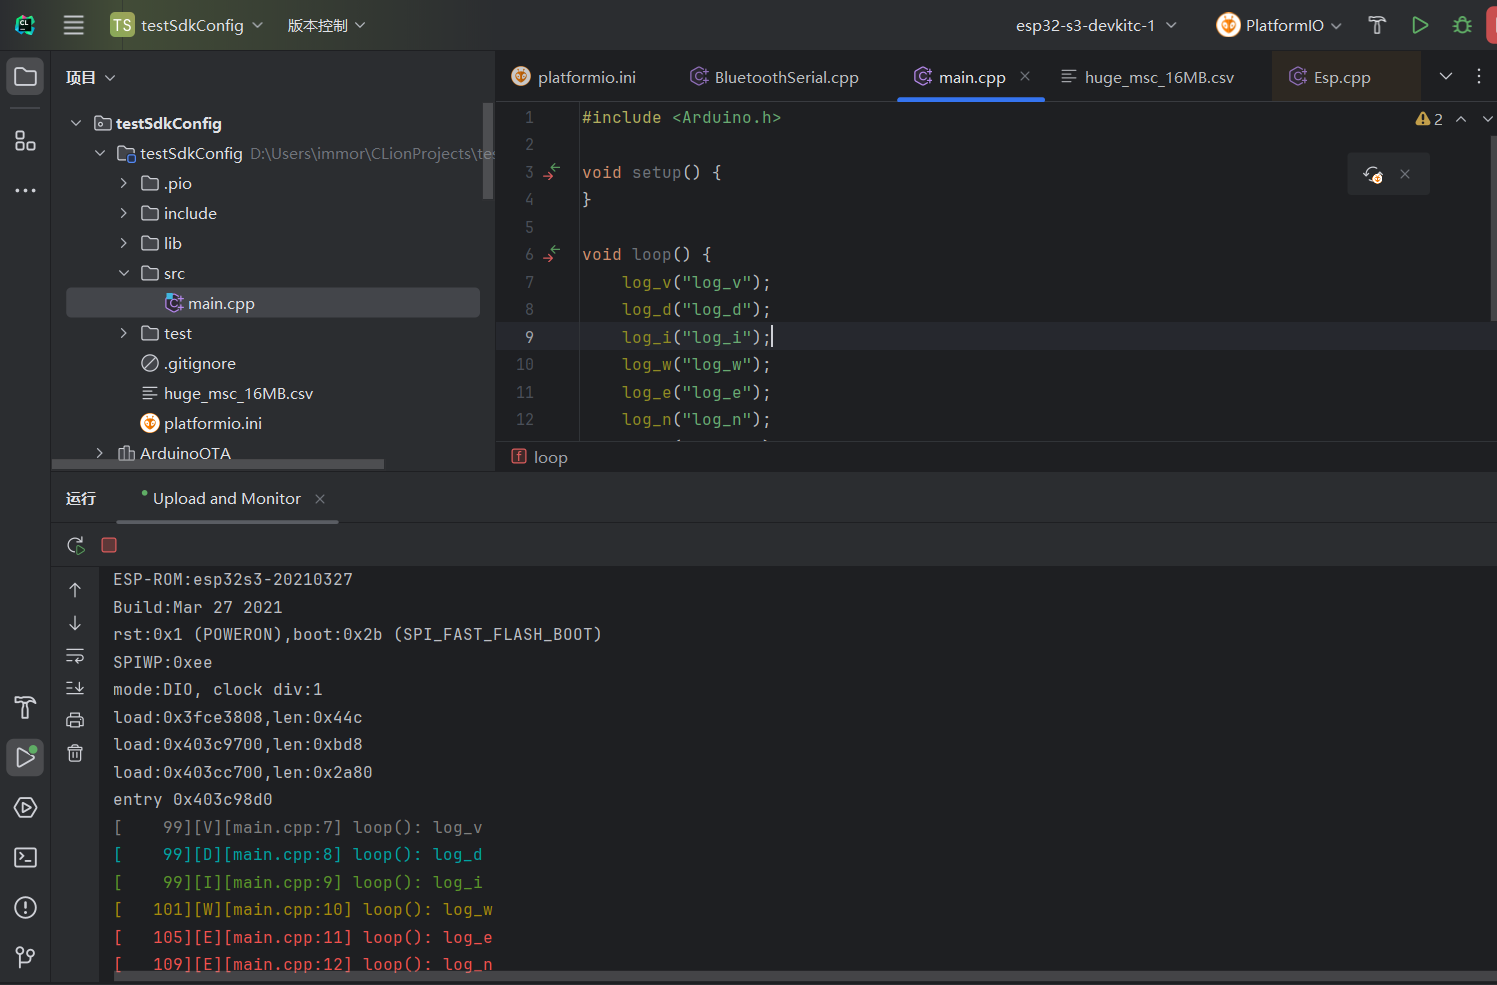 TS testSdkConfig 版本控制 esp32-s3-devkitc-1 PlatformIO
项目
testSdkConfig
testSdkConfig D:\Users\immor\CLionProjects\te
.pio
include
lib
src
main.cpp
test
.gitignore
huge_msc_16MB.csv
platformio.ini
ArduinoOTA
platformio.ini BluetoothSerial.cpp main.cpp huge_msc_16MB.csv Esp.cpp
2
1 #include <Arduino.h>
2
3 void setup() {
4 }
5
6 void loop() {
7 log_v("log_v");
8 log_d("log_d");
9 log_i("log_i");
10 log_w("log_w");
11 log_e("log_e");
12 log_n("log_n");
loop
运行 Upload and Monitor
ESP-ROM:esp32s3-20210327
Build:Mar 27 2021
rst:0x1 (POWERON),boot:0x2b (SPI_FAST_FLASH_BOOT)
SPIWP:0xee
mode:DIO, clock div:1
load:0x3fce3808,len:0x44c
load:0x403c9700,len:0xbd8
load:0x403cc700,len:0x2a80
entry 0x403c98d0
[    99][V][main.cpp:7] loop(): log_v
[    99][D][main.cpp:8] loop(): log_d
[    99][I][main.cpp:9] loop(): log_i
[   101][W][main.cpp:10] loop(): log_w
[   105][E][main.cpp:11] loop(): log_e
[   109][E][main.cpp:12] loop(): log_n